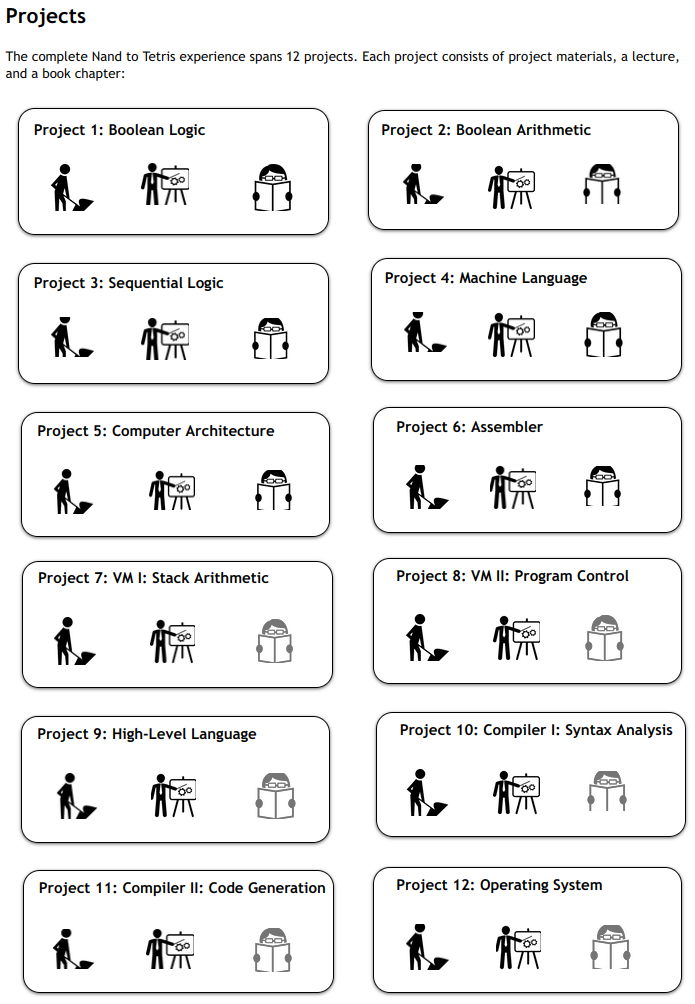 Projects
The complete Nand to Tetris experience spans 12 projects. Each project consists of project materials, a lecture,
and a book chapter:
Project 1: Boolean Logic
Project 2: Boolean Arithmetic
Project 3: Sequential Logic
Project 4: Machine Language
Project 5: Computer Architecture
Project 6: Assembler
Project 7: VM I: Stack Arithmetic
Project 8: VM II: Program Control
Project 9: High-Level Language
Project 10: Compiler I: Syntax Analysis
Project 11: Compiler II: Code Generation
Project 12: Operating System